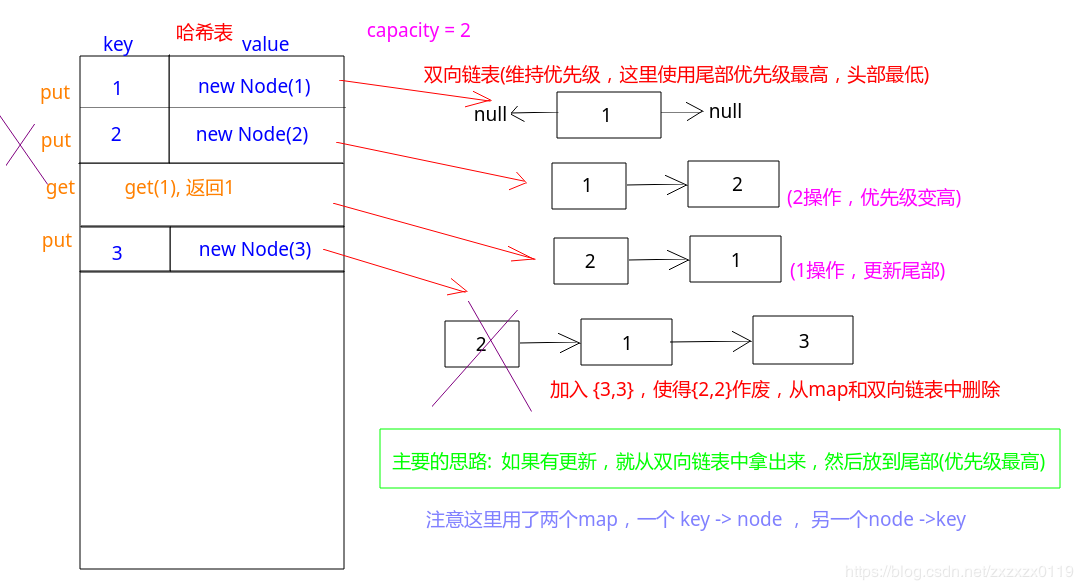 哈希表
capacity = 2
key
value
双向链表(维持优先级，这里使用尾部优先级最高，头部最低)
put
1
new Node(1)
null
1
null
put
2
new Node(2)
1
2
(2操作，优先级变高)
get
get(1), 返回1
2
1
(1操作，更新尾部)
put
3
new Node(3)
2
1
3
加入 {3,3}，使得{2,2}作废，从map和双向链表中删除
主要的思路: 如果有更新，就从双向链表中拿出来，然后放到尾部(优先级最高)
注意这里用了两个map，一个 key -> node ， 另一个node ->key
https://blog.csdn.net/zxzxzx0119